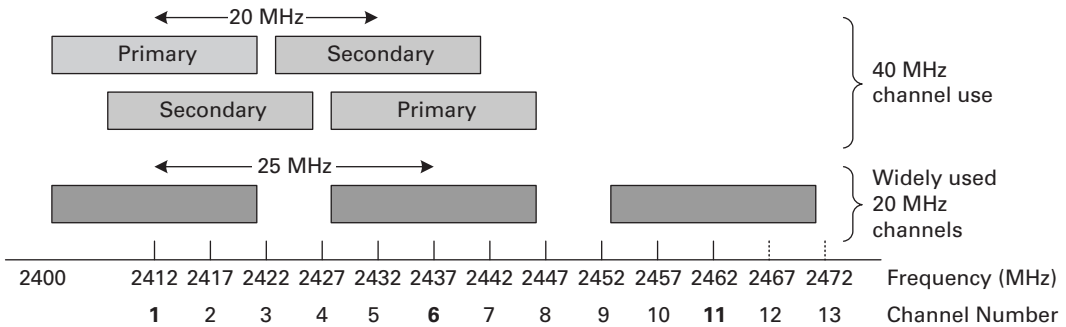 20 MHz
Primary Secondary
40 MHz
channel use
Secondary Primary
25 MHz
Widely used
20 MHz
channels
2400 2412 2417 2422 2427 2432 2437 2442 2447 2452 2457 2462 2467 2472 Frequency (MHz)
1 2 3 4 5 6 7 8 9 10 11 12 13 Channel Number